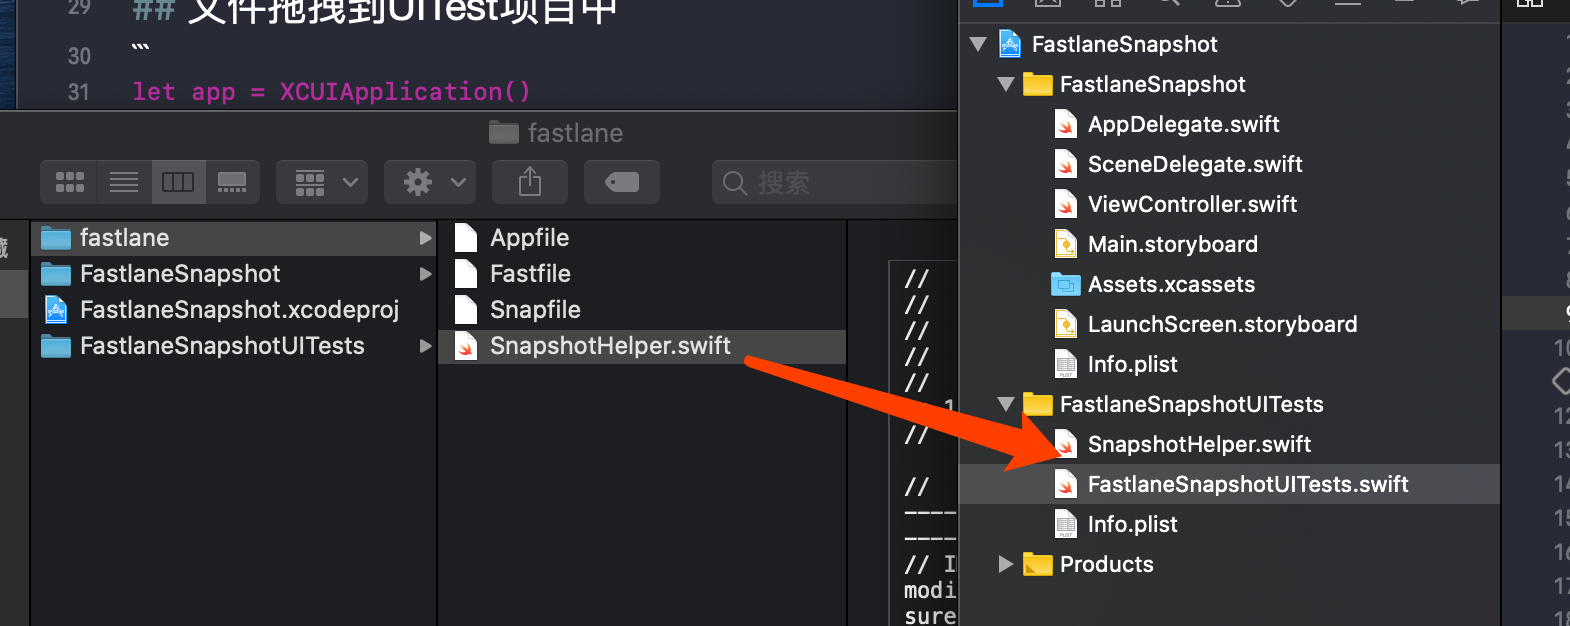 29 ## 文件拖拽到UITest项目中
30 ```
31 let app = XCUIApplication()
fastlane
搜索
藏
fastlane
FastlaneSnapshot
FastlaneSnapshot.xcodeproj
FastlaneSnapshotUITests
Appfile
Fastfile
Snapfile
SnapshotHelper.swift
//
//
//
//
//
//
//
----
----
// I
modi
sure
FastlaneSnapshot
FastlaneSnapshot
AppDelegate.swift
SceneDelegate.swift
ViewController.swift
Main.storyboard
Assets.xcassets
LaunchScreen.storyboard
Info.plist
FastlaneSnapshotUITests
SnapshotHelper.swift
FastlaneSnapshotUITests.swift
Info.plist
Products
10
12
13
14
15
16
17
18